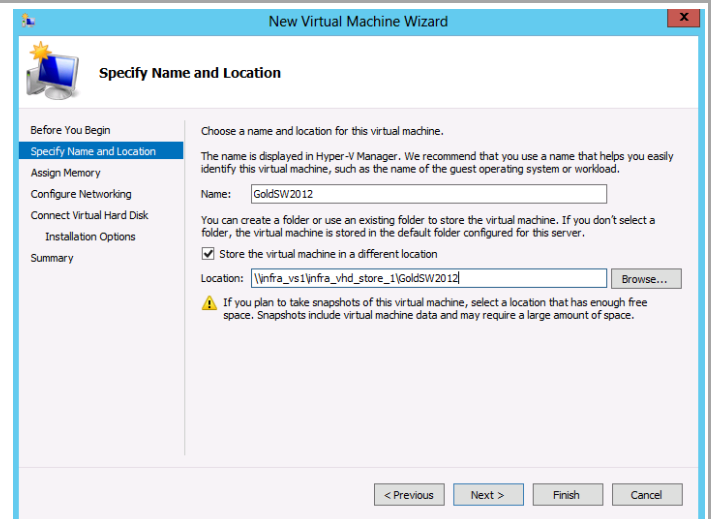 New Virtual Machine Wizard
x
Specify Name and Location
Before You Begin
Specify Name and Location
Assign Memory
Configure Networking
Connect Virtual Hard Disk
Installation Options
Summary
Choose a name and location for this virtual machine.
The name is displayed in Hyper-V Manager. We recommend that you use a name that helps you easily
identify this virtual machine, such as the name of the guest operating system or workload.
Name: GoldSW2012
You can create a folder or use an existing folder to store the virtual machine. If you don't select a
folder, the virtual machine is stored in the default folder configured for this server.
Store the virtual machine in a different location
Location: \\infra_vs1\infra_vhd_store_1\GoldSW2012 Browse...
If you plan to take snapshots of this virtual machine, select a location that has enough free
space. Snapshots include virtual machine data and may require a large amount of space.
< Previous Next > Finish Cancel